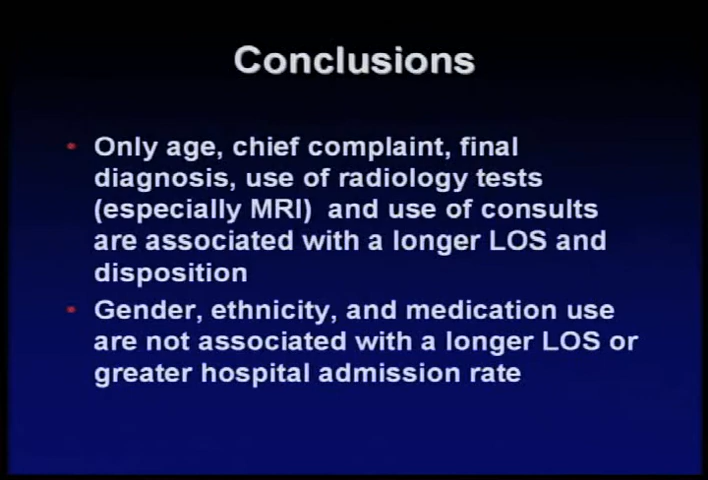 Conclusions
• Only age, chief complaint, final
diagnosis, use of radiology tests
(especially MRI) and use of consults
are associated with a longer LOS and
disposition
• Gender, ethnicity, and medication use
are not associated with a longer LOS or
greater hospital admission rate